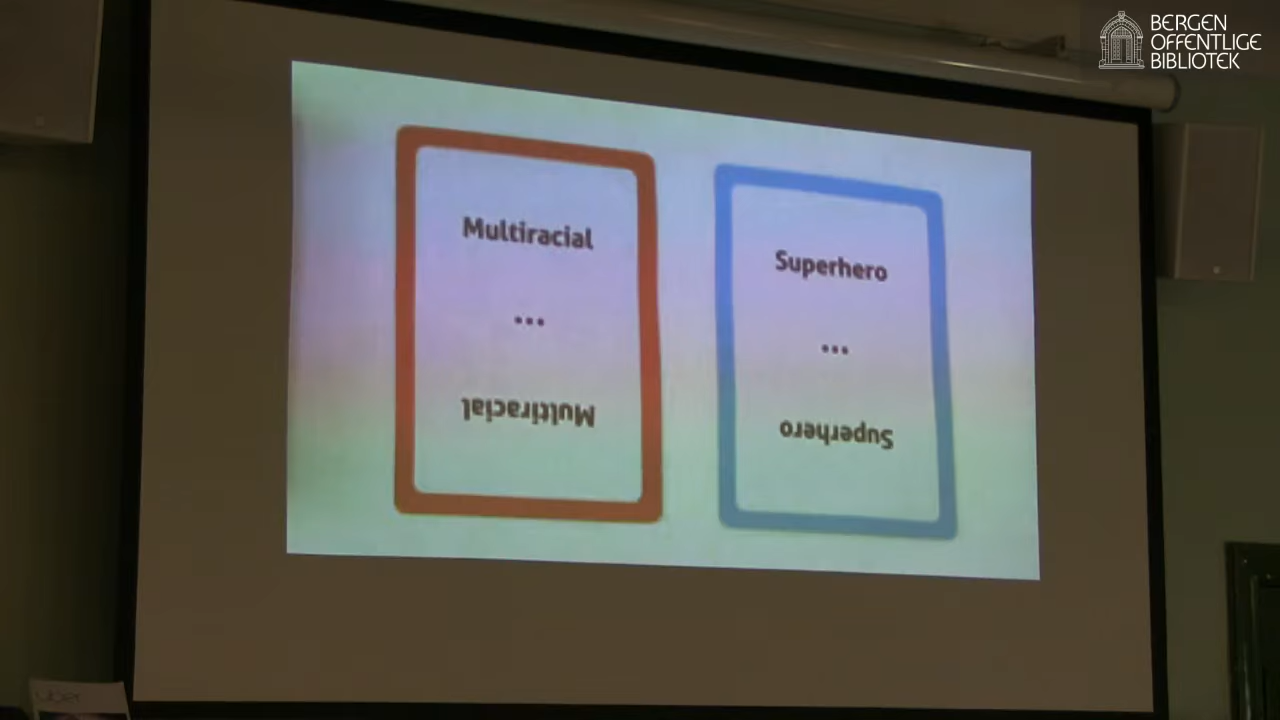 BERGEN
OFFENTLIGE
BIBLIOTEK
Multiracial
...
Multiracial
Superhero
...
Superhero